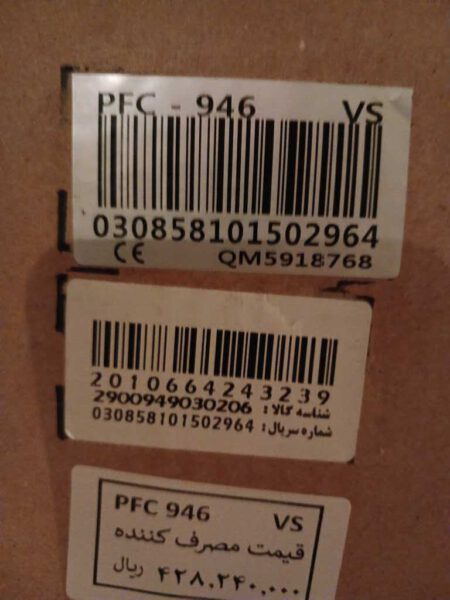 PFC - 946 VS
030858101502964
CE QM5918768
2010664243239
شناسه کالا: 2900949030206
شماره سریال: 030858101502964
PFC 946 VS
قیمت مصرف کننده
۴۲۸.۲۴۰.۰۰۰ ریال